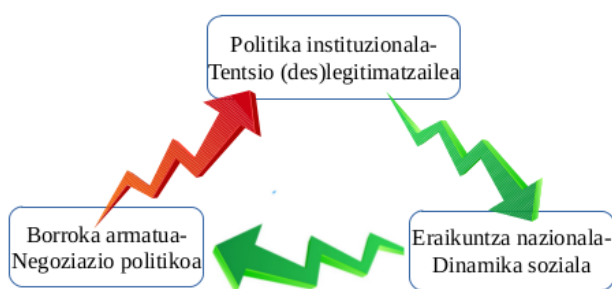 Politika instituzionala-
Tentsio (des)legitimatzailea
Borroka armatua-
Negoziazio politikoa
Eraikuntza nazionala-
Dinamika soziala